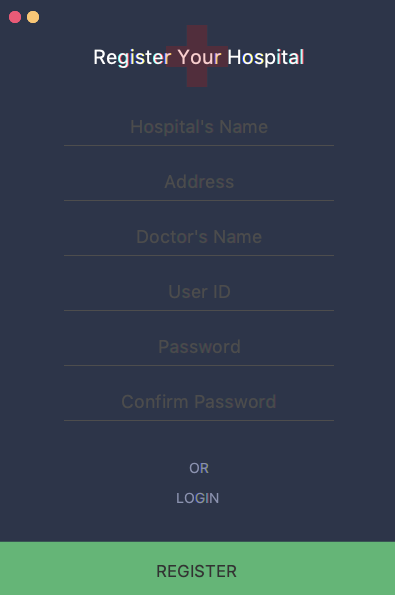 Register Your Hospital
Hospital's Name
Address
Doctor's Name
User ID
Password
Confirm Password
OR
LOGIN
REGISTER